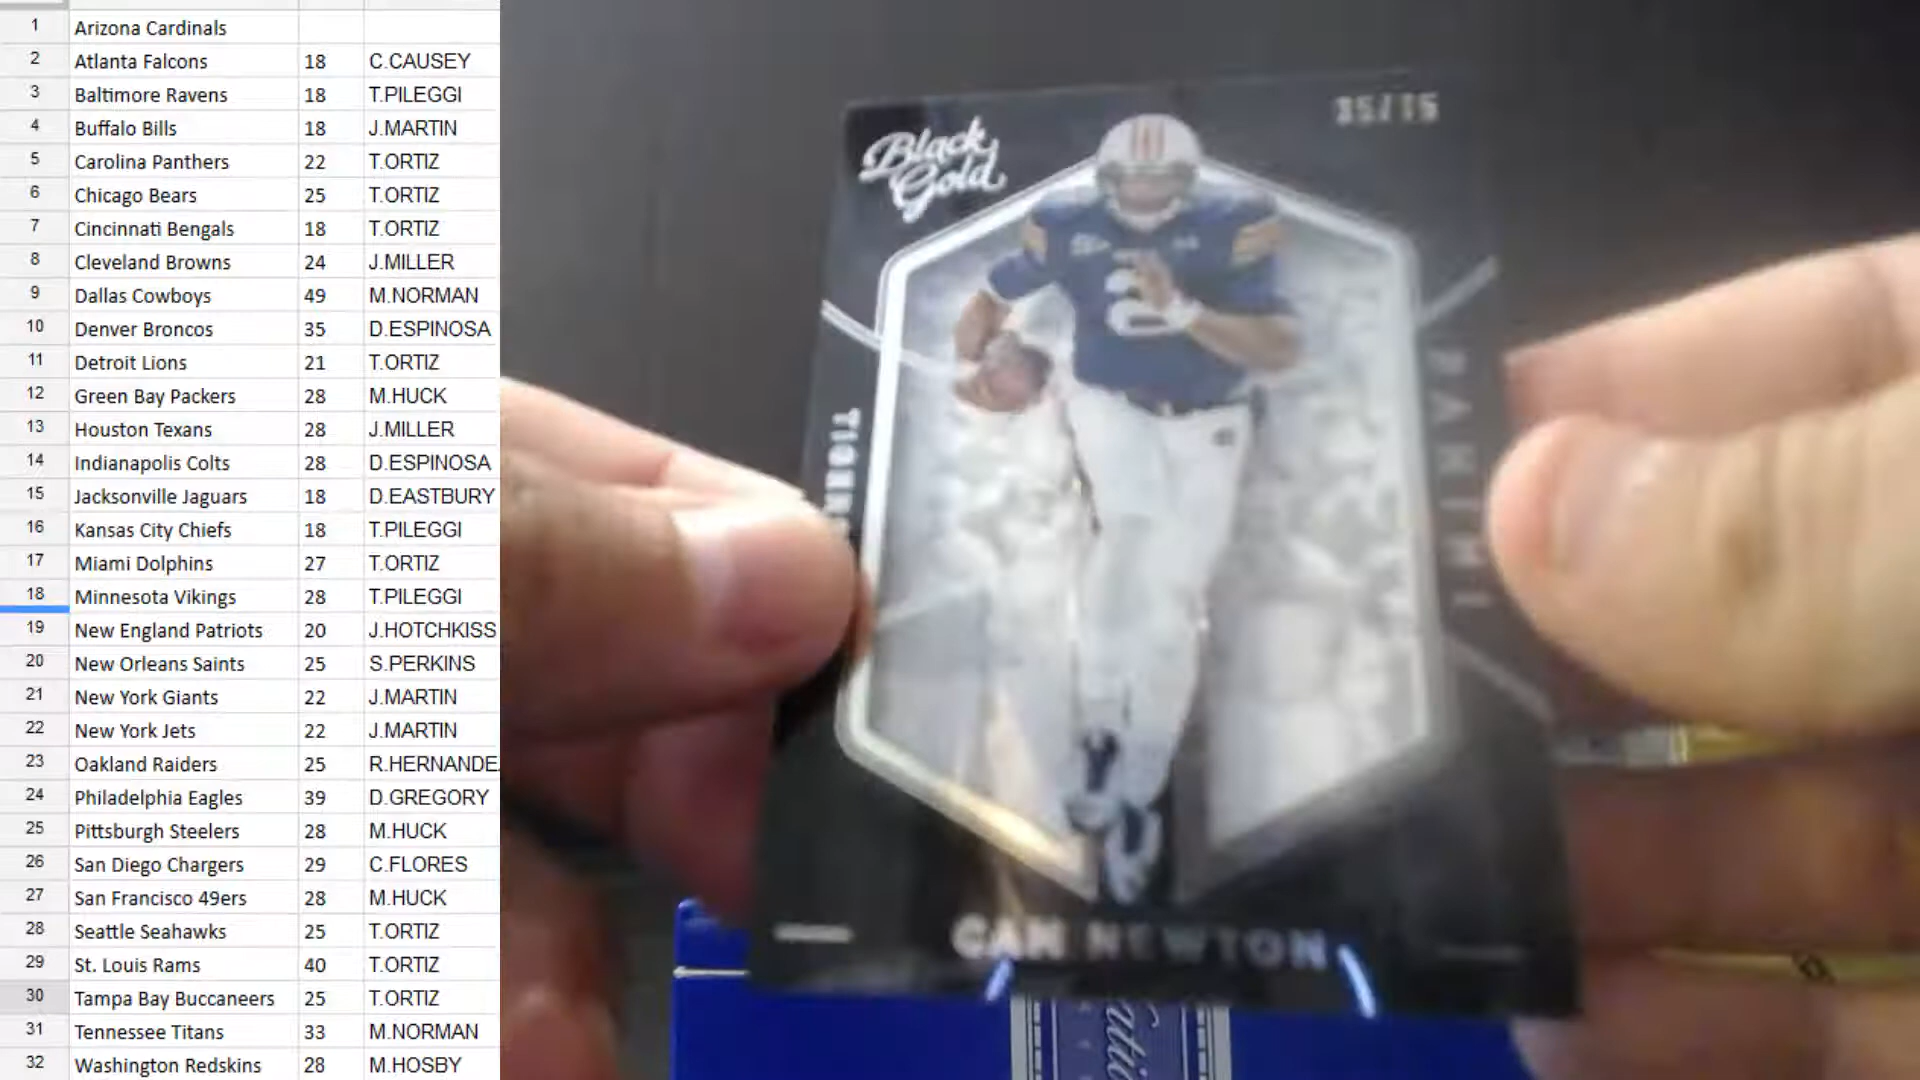 1 Arizona Cardinals
2 Atlanta Falcons 18 C.CAUSEY
3 Baltimore Ravens 18 T.PILEGGI
4 Buffalo Bills 18 J.MARTIN
5 Carolina Panthers 22 T.ORTIZ
6 Chicago Bears 25 T.ORTIZ
7 Cincinnati Bengals 18 T.ORTIZ
8 Cleveland Browns 24 J.MILLER
9 Dallas Cowboys 49 M.NORMAN
10 Denver Broncos 35 D.ESPINOSA
11 Detroit Lions 21 T.ORTIZ
12 Green Bay Packers 28 M.HUCK
13 Houston Texans 28 J.MILLER
14 Indianapolis Colts 28 D.ESPINOSA
15 Jacksonville Jaguars 18 D.EASTBURY
16 Kansas City Chiefs 18 T.PILEGGI
17 Miami Dolphins 27 T.ORTIZ
18 Minnesota Vikings 28 T.PILEGGI
19 New England Patriots 20 J.HOTCHKISS
20 New Orleans Saints 25 S.PERKINS
21 New York Giants 22 J.MARTIN
22 New York Jets 22 J.MARTIN
23 Oakland Raiders 25 R.HERNANDE
24 Philadelphia Eagles 39 D.GREGORY
25 Pittsburgh Steelers 28 M.HUCK
26 San Diego Chargers 29 C.FLORES
27 San Francisco 49ers 28 M.HUCK
28 Seattle Seahawks 25 T.ORTIZ
29 St. Louis Rams 40 T.ORTIZ
30 Tampa Bay Buccaneers 25 T.ORTIZ
31 Tennessee Titans 33 M.NORMAN
32 Washington Redskins 28 M.HOSBY
Black
Gold
2
PANINI
CAM NEWTON